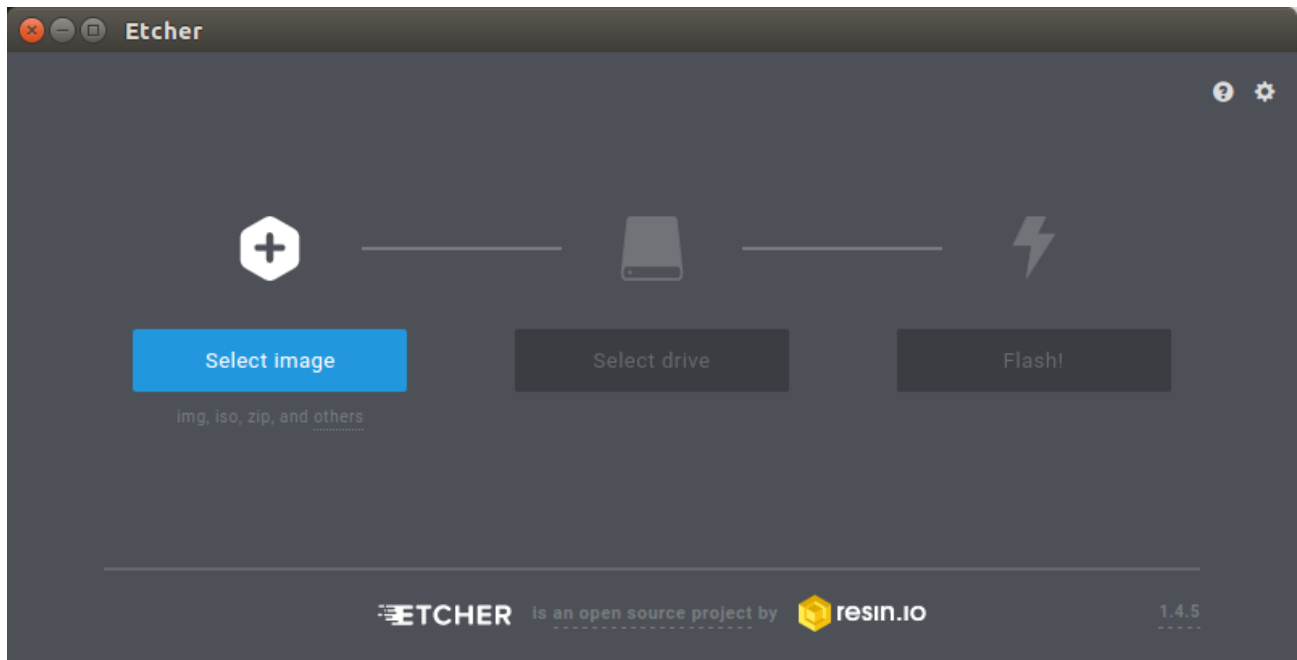 Etcher
Select image
Select drive
Flash!
img, iso, zip, and others
ETCHER is an open source project by resin.io
1.4.5